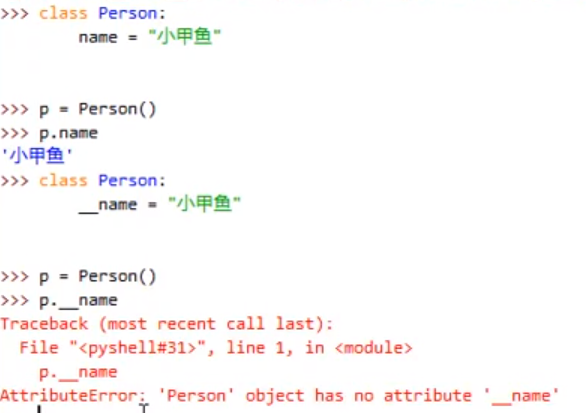 >>> class Person:
        name = "小甲鱼"
>>> p = Person()
>>> p.name
'小甲鱼'
>>> class Person:
        __name = "小甲鱼"
>>> p = Person()
>>> p.__name
Traceback (most recent call last):
  File "<pyshell#31>", line 1, in <module>
    p.__name
AttributeError: 'Person' object has no attribute '__name'